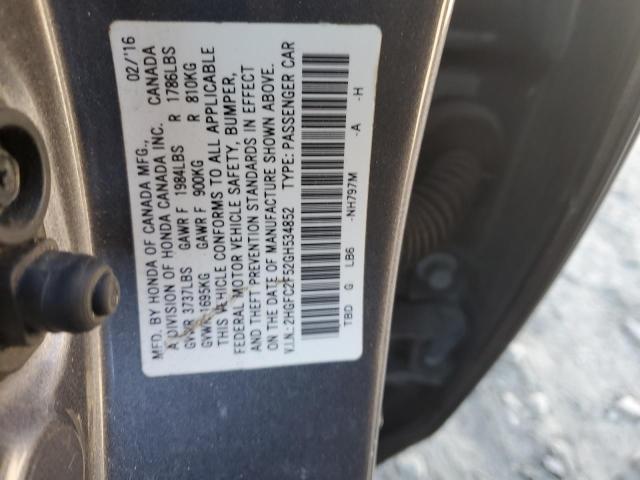 MFD. BY HONDA OF CANADA MFG., 02/'16
A DIVISION OF HONDA CANADA INC. CANADA
GVWR 3737LBS GAWR F 1984LBS R 1786LBS
GVWR 1695KG GAWR F 900KG R 810KG
THIS VEHICLE CONFORMS TO ALL APPLICABLE
FEDERAL MOTOR VEHICLE SAFETY, BUMPER,
AND THEFT PREVENTION STANDARDS IN EFFECT
ON THE DATE OF MANUFACTURE SHOWN ABOVE.
V.I.N.: 2HGFC2F52GH534852 TYPE: PASSENGER CAR
TBD G LB6 -NH797M -A -H